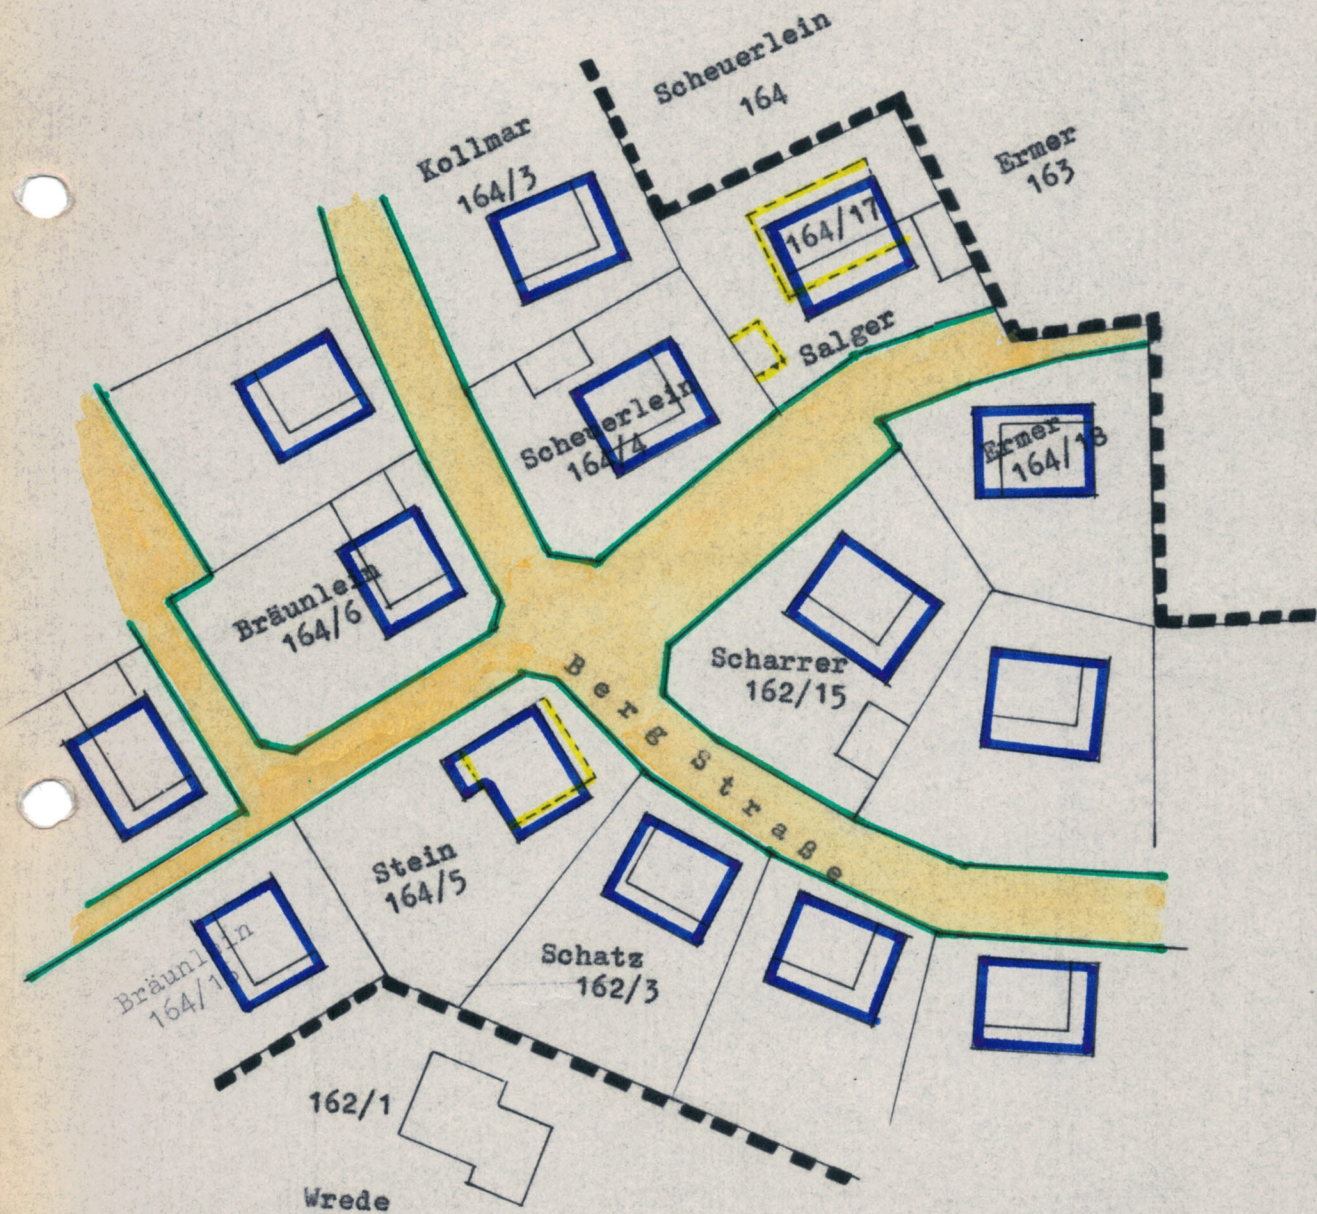 Scheuerlein
164
Kollmar
164/3
Ermer
163
164/17
Salger
Scheuerlein
164/4
Ermer
164/18
Bräunlein
164/6
Scharrer
162/15
Berg Straße
Stein
164/5
Schatz
162/3
Bräunlein
162/1
Wrede